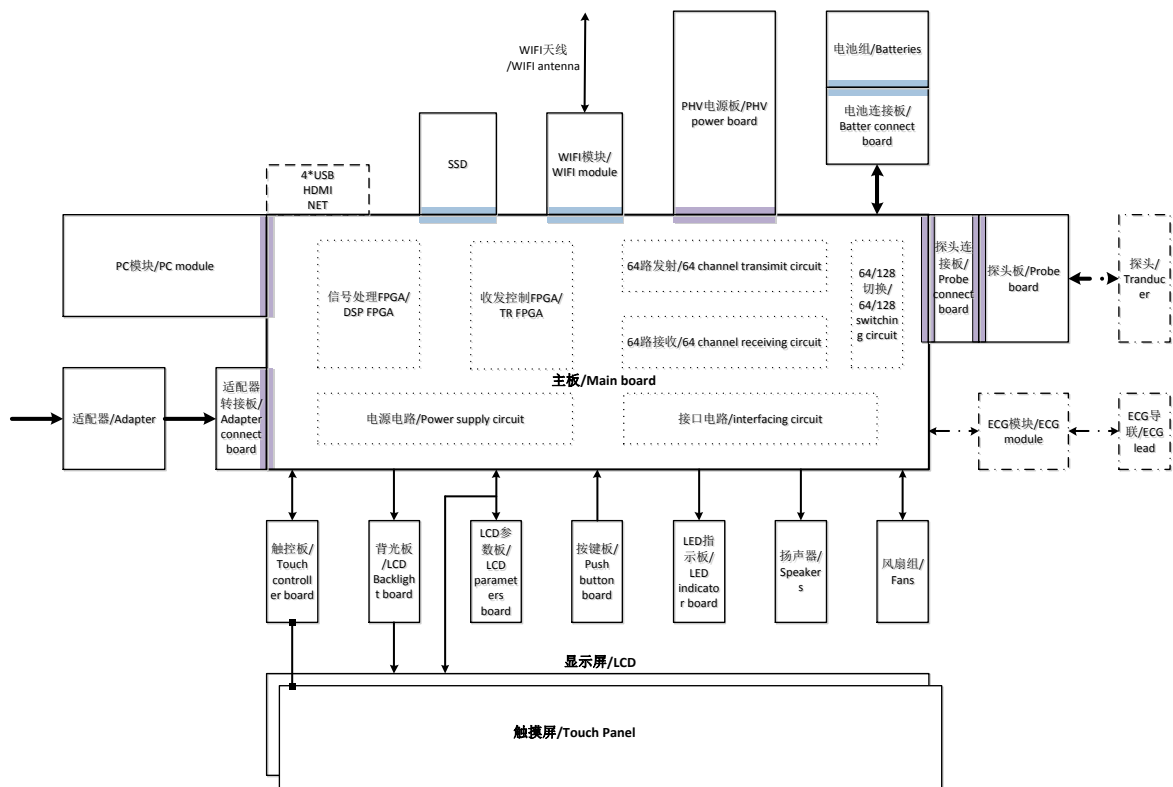 WIFI天线
/WIFI antenna
电池组/Batteries
PHV电源板/PHV
power board
电池连接板/
Batter connect
board
SSD
WIFI模块/
WIFI module
4*USB
HDMI
NET
PC模块/PC module
信号处理FPGA/
DSP FPGA
收发控制FPGA/
TR FPGA
64路发射/64 channel transimit circuit
64路接收/64 channel receiving circuit
64/128
切换/
64/128
switchin
g circuit
探头连
接板/
Probe
connect
board
探头板/Probe
board
探头/
Tranduc
er
主板/Main board
适配器/Adapter
适配器
转接板/
Adapter
connect
board
电源电路/Power supply circuit
接口电路/interfacing circuit
ECG模块/ECG
module
ECG导
联/ECG
lead
触控板/
Touch
controll
er board
背光板
/LCD
Backligh
t board
LCD参
数板/
LCD
paramet
ers
board
按键板/
Push
button
board
LED指
示板/
LED
indicato
r board
扬声器/
Speaker
s
风扇组/
Fans
显示屏/LCD
触摸屏/Touch Panel